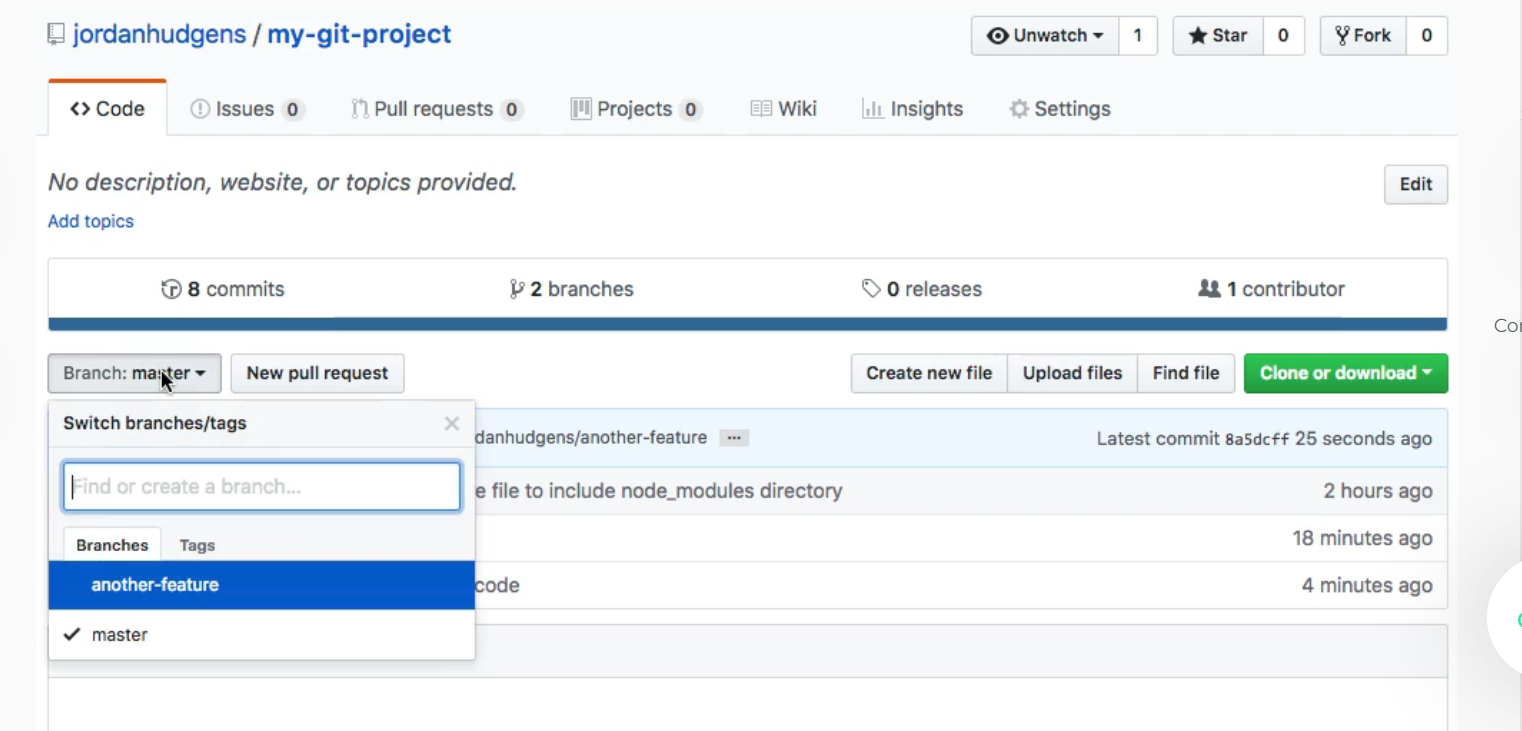 jordanhudgens / my-git-project
Unwatch 1 Star 0 Fork 0
Code Issues 0 Pull requests 0 Projects 0 Wiki Insights Settings
No description, website, or topics provided.
Edit
Add topics
8 commits 2 branches 0 releases 1 contributor
Branch: master New pull request Create new file Upload files Find file Clone or download
Switch branches/tags
danhudgens/another-feature ... Latest commit 8a5dcff 25 seconds ago
Find or create a branch...
e file to include node_modules directory 2 hours ago
18 minutes ago
Branches Tags
another-feature
code 4 minutes ago
master